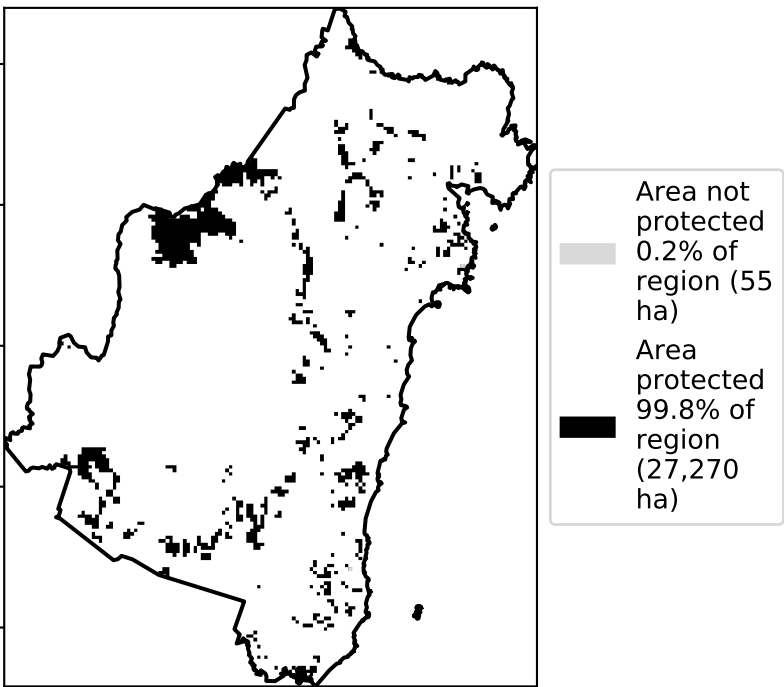 Area not
protected
0.2% of
region (55
ha)
Area
protected
99.8% of
region
(27,270
ha)